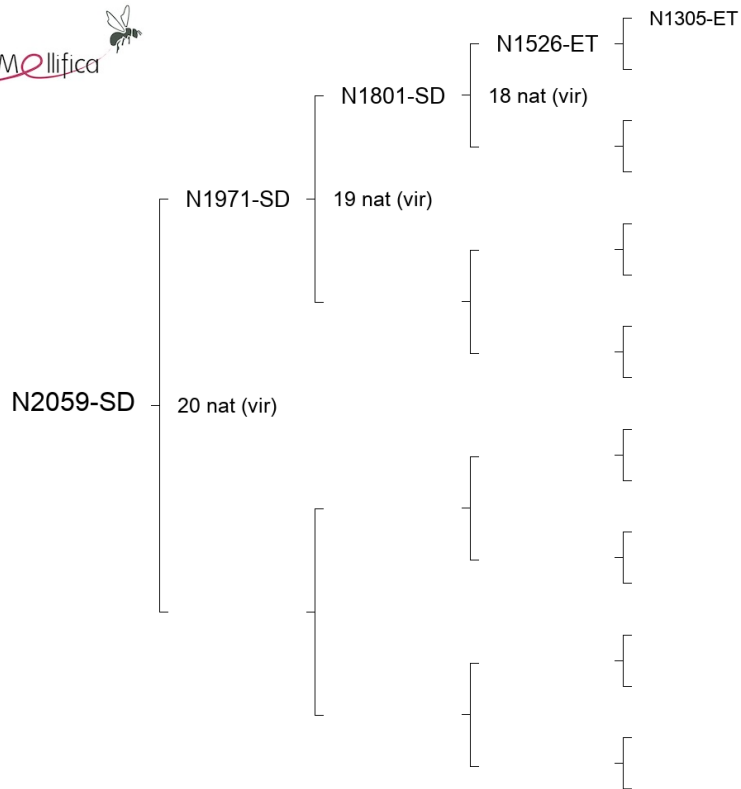 Mellifica
N1305-ET
N1526-ET
N1801-SD
18 nat (vir)
N1971-SD
19 nat (vir)
N2059-SD
20 nat (vir)